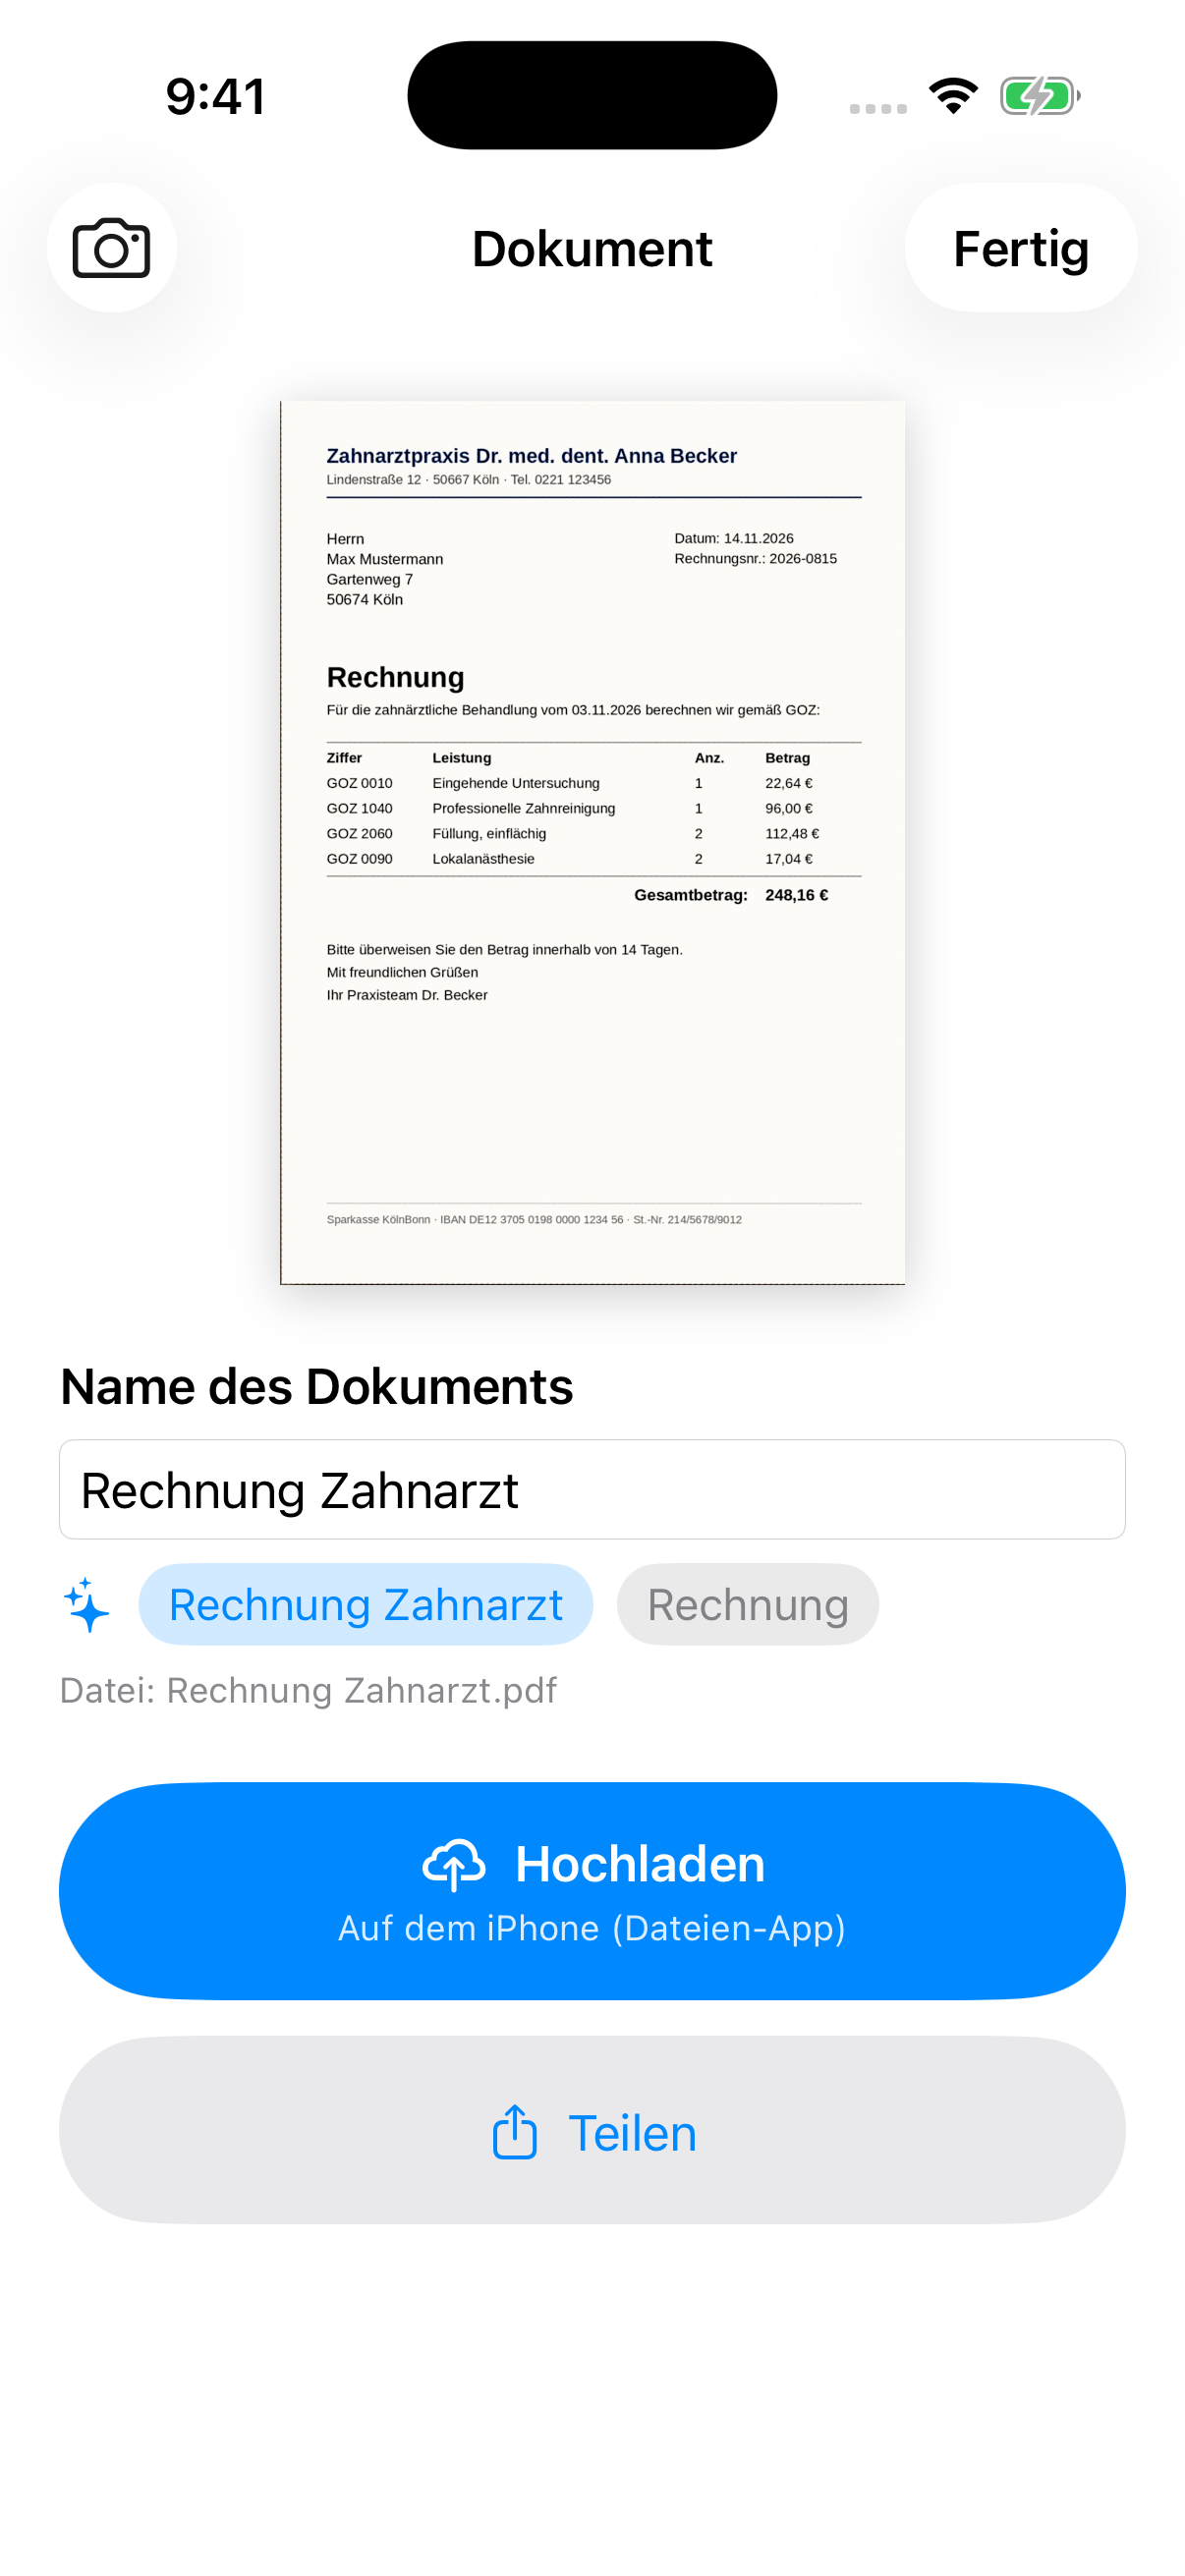 9:41
Dokument
Fertig
Zahnarztpraxis Dr. med. dent. Anna Becker
Lindenstraße 12 · 50667 Köln · Tel. 0221 123456
Herrn
Max Mustermann
Gartenweg 7
50674 Köln
Datum: 14.11.2026
Rechnungsnr.: 2026-0815
Rechnung
Für die zahnärztliche Behandlung vom 03.11.2026 berechnen wir gemäß GOZ:
Ziffer Leistung Anz. Betrag
GOZ 0010 Eingehende Untersuchung 1 22,64 €
GOZ 1040 Professionelle Zahnreinigung 1 96,00 €
GOZ 2060 Füllung, einflächig 2 112,48 €
GOZ 0090 Lokalanästhesie 2 17,04 €
Gesamtbetrag: 248,16 €
Bitte überweisen Sie den Betrag innerhalb von 14 Tagen.
Mit freundlichen Grüßen
Ihr Praxisteam Dr. Becker
Sparkasse KölnBonn · IBAN DE12 3705 0198 0000 1234 56 · St.-Nr. 214/5678/9012
Name des Dokuments
Rechnung Zahnarzt
Rechnung Zahnarzt Rechnung
Datei: Rechnung Zahnarzt.pdf
Hochladen
Auf dem iPhone (Dateien-App)
Teilen